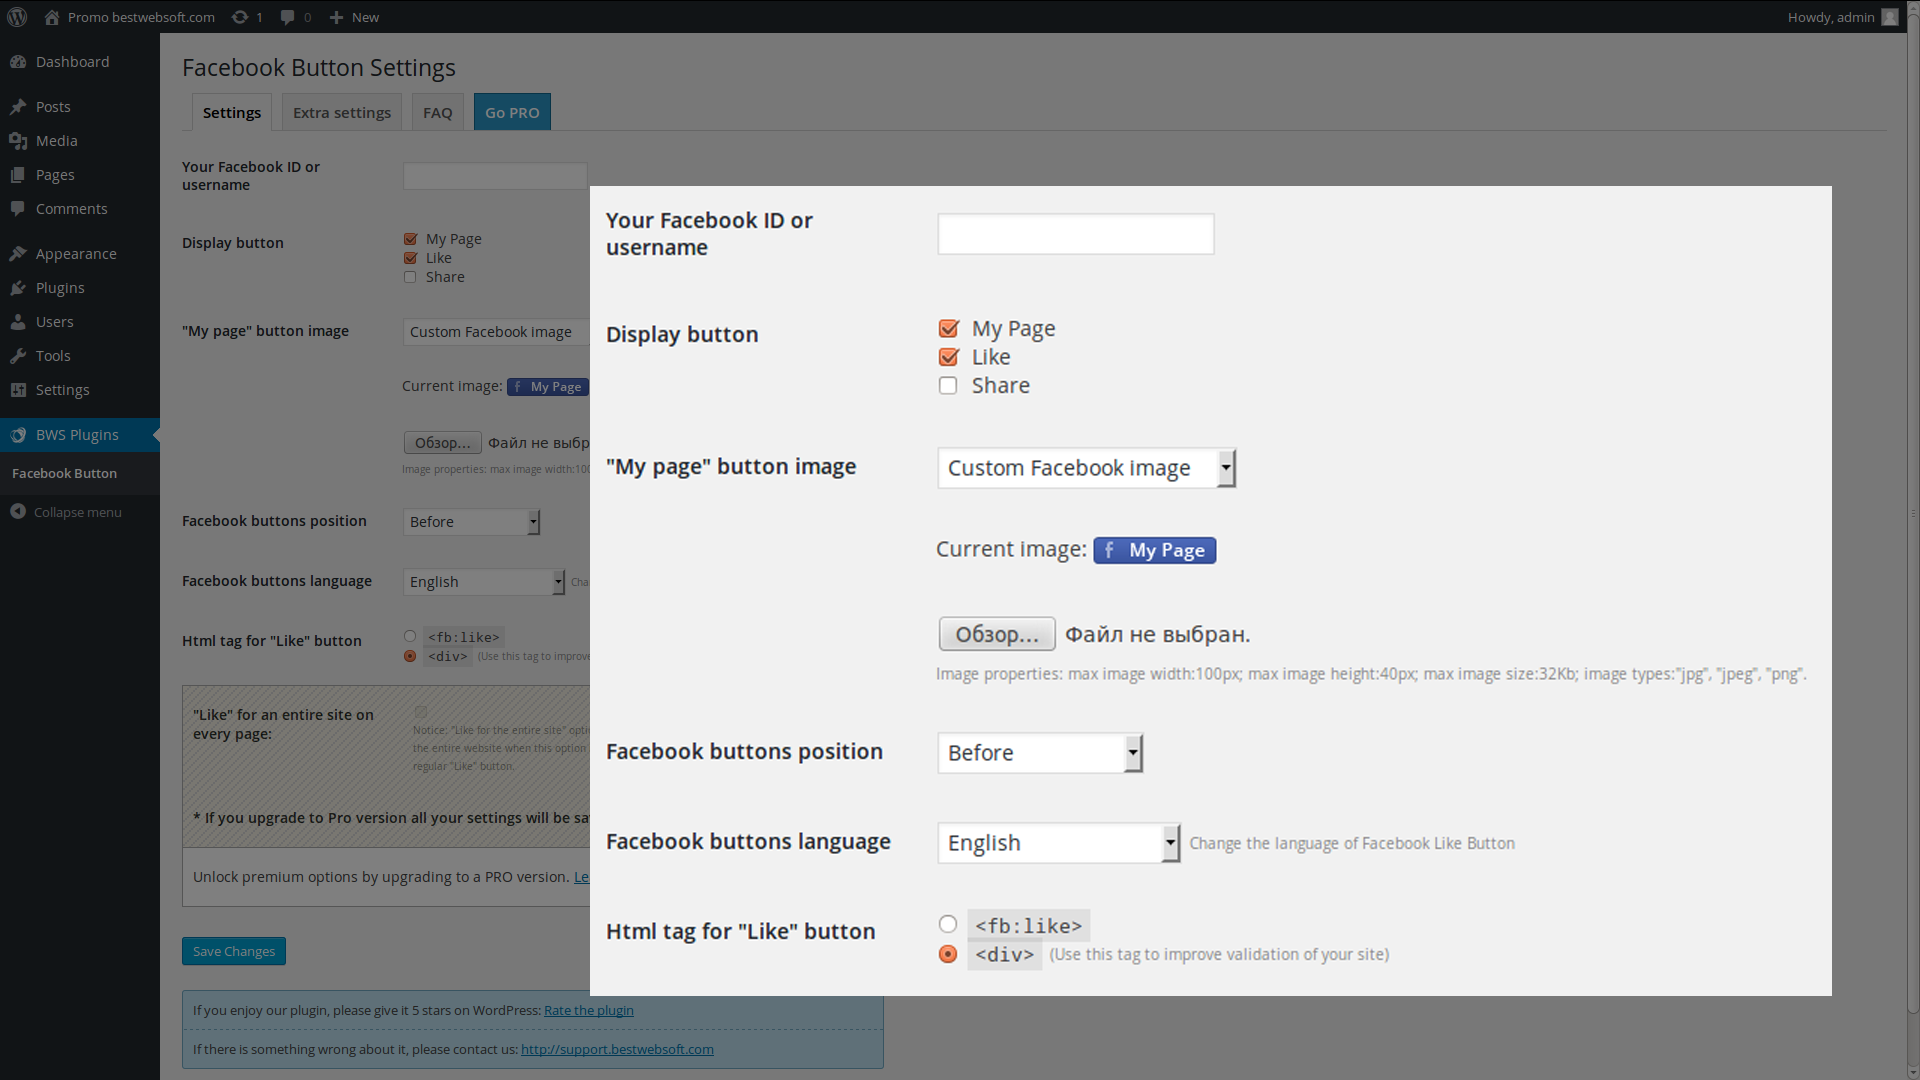 Promo bestwebsoft.com 1 0 New Howdy, admin
Dashboard
Posts
Media
Pages
Comments
Appearance
Plugins
Users
Tools
Settings
BWS Plugins
Facebook Button
Collapse menu
Facebook Button Settings
Settings Extra settings FAQ Go PRO
Your Facebook ID or
username
Display button
My Page
Like
Share
"My page" button image
Custom Facebook image
Current image: My Page
Обзор... Файл не выбр
Image properties: max image width:100
Facebook buttons position
Before
Facebook buttons language
English Cha
Html tag for "Like" button
<fb:like>
<div> (Use this tag to improve
"Like" for an entire site on
every page:
Notice: "Like for the entire site" opti
the entire website when this option
regular "Like" button.
* If you upgrade to Pro version all your settings will be sa
Unlock premium options by upgrading to a PRO version. Le
Save Changes
If you enjoy our plugin, please give it 5 stars on WordPress: Rate the plugin
If there is something wrong about it, please contact us: http://support.bestwebsoft.com
Your Facebook ID or
username
Display button
My Page
Like
Share
"My page" button image
Custom Facebook image
Current image: My Page
Обзор... Файл не выбран.
Image properties: max image width:100px; max image height:40px; max image size:32Kb; image types:"jpg", "jpeg", "png".
Facebook buttons position
Before
Facebook buttons language
English Change the language of Facebook Like Button
Html tag for "Like" button
<fb:like>
<div> (Use this tag to improve validation of your site)